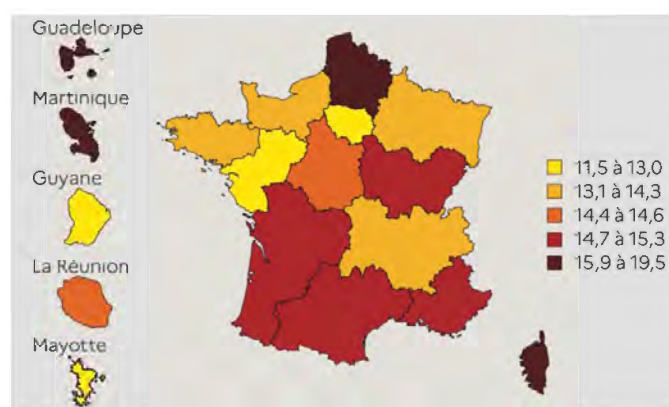 Guadeloupe
Martinique
Guyane
La Réunion
Mayotte
11,5 à 13,0
13,1 à 14,3
14,4 à 14,6
14,7 à 15,3
15,9 à 19,5